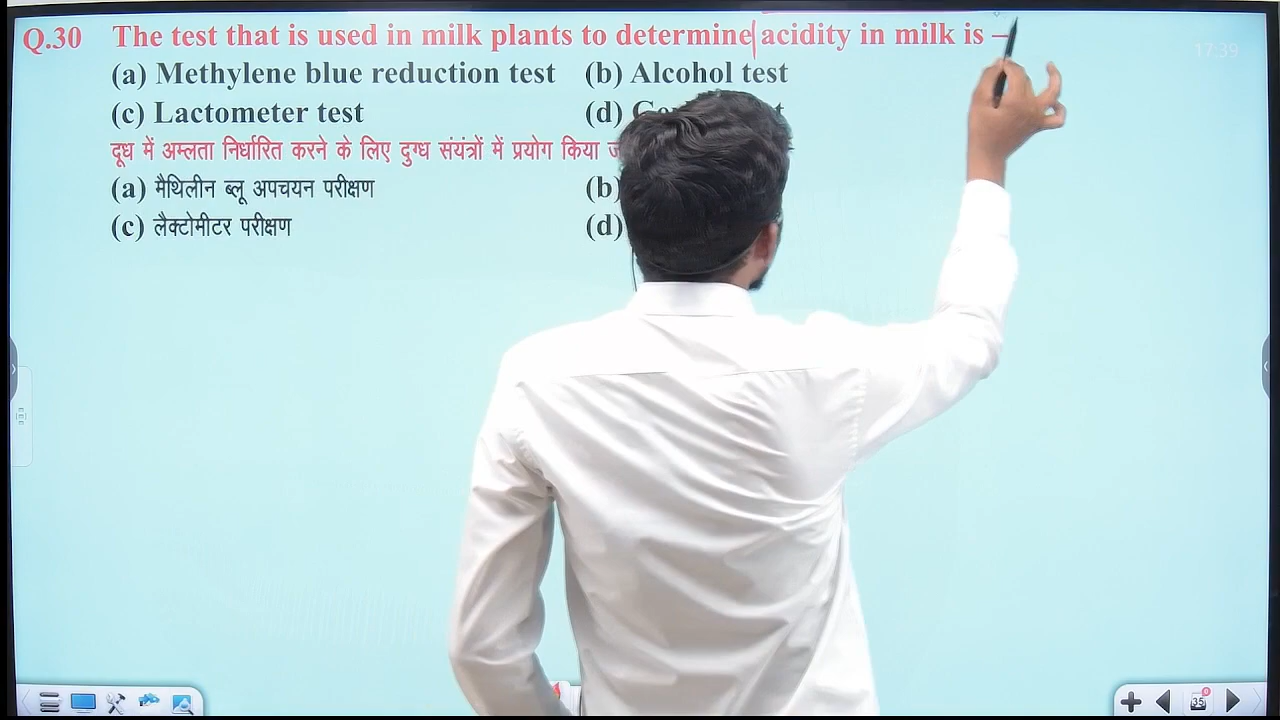 Q.30 The test that is used in milk plants to determine acidity in milk is –
(a) Methylene blue reduction test (b) Alcohol test
(c) Lactometer test (d)
दूध में अम्लता निर्धारित करने के लिए दुग्ध संयंत्रों में प्रयोग किया
(a) मैथिलीन ब्लू अपचयन परीक्षण (b)
(c) लैक्टोमीटर परीक्षण (d)
17:39
35